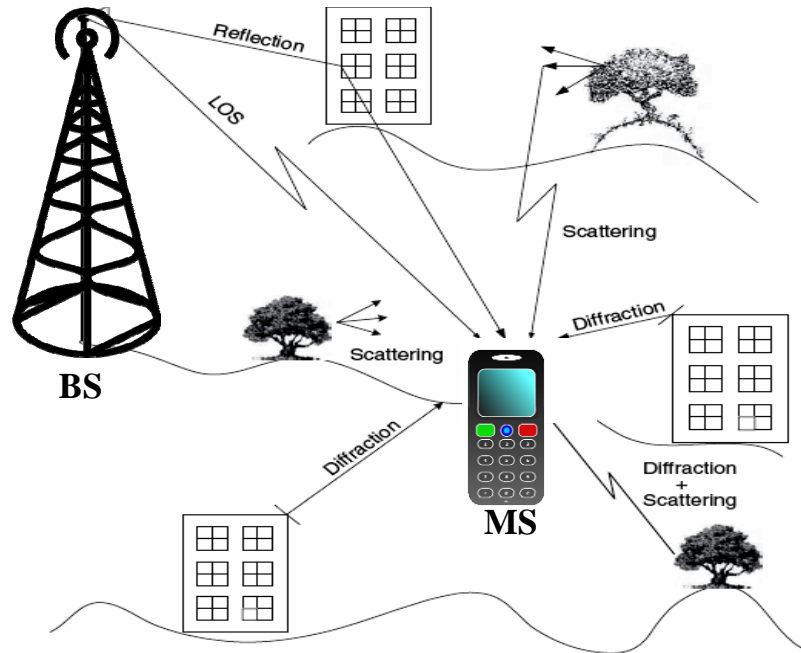 Reflection
LOS
Scattering
Diffraction
Scattering
BS
Diffraction
Diffraction
+
Scattering
MS